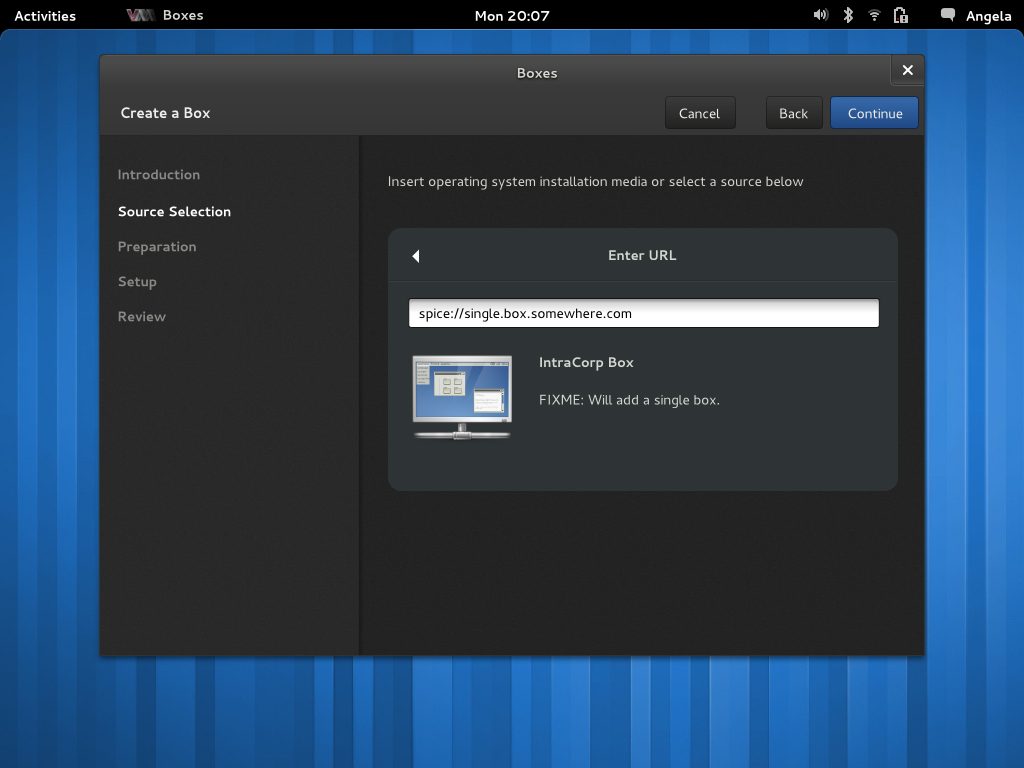 Activities
Boxes
Mon 20:07
Angela
Boxes
Create a Box
Cancel
Back
Continue
Introduction
Source Selection
Preparation
Setup
Review
Insert operating system installation media or select a source below
Enter URL
spice://single.box.somewhere.com
IntraCorp Box
FIXME: Will add a single box.